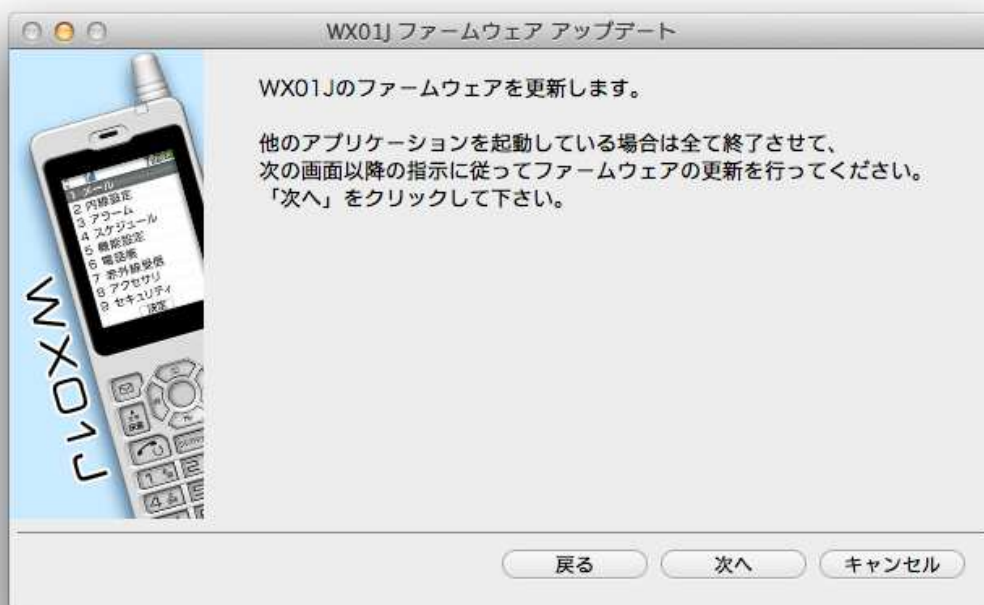 WX01J ファームウェア アップデート
WX01Jのファームウェアを更新します。
他のアプリケーションを起動している場合は全て終了させて、
次の画面以降の指示に従ってファームウェアの更新を行ってください。
「次へ」をクリックして下さい。
1 メール
2 内線設定
3 アラーム
4 スケジュール
5 機能設定
6 電話帳
7 赤外線受信
8 アクセサリ
9 セキュリティ
決定
WX01J
戻る
次へ
キャンセル